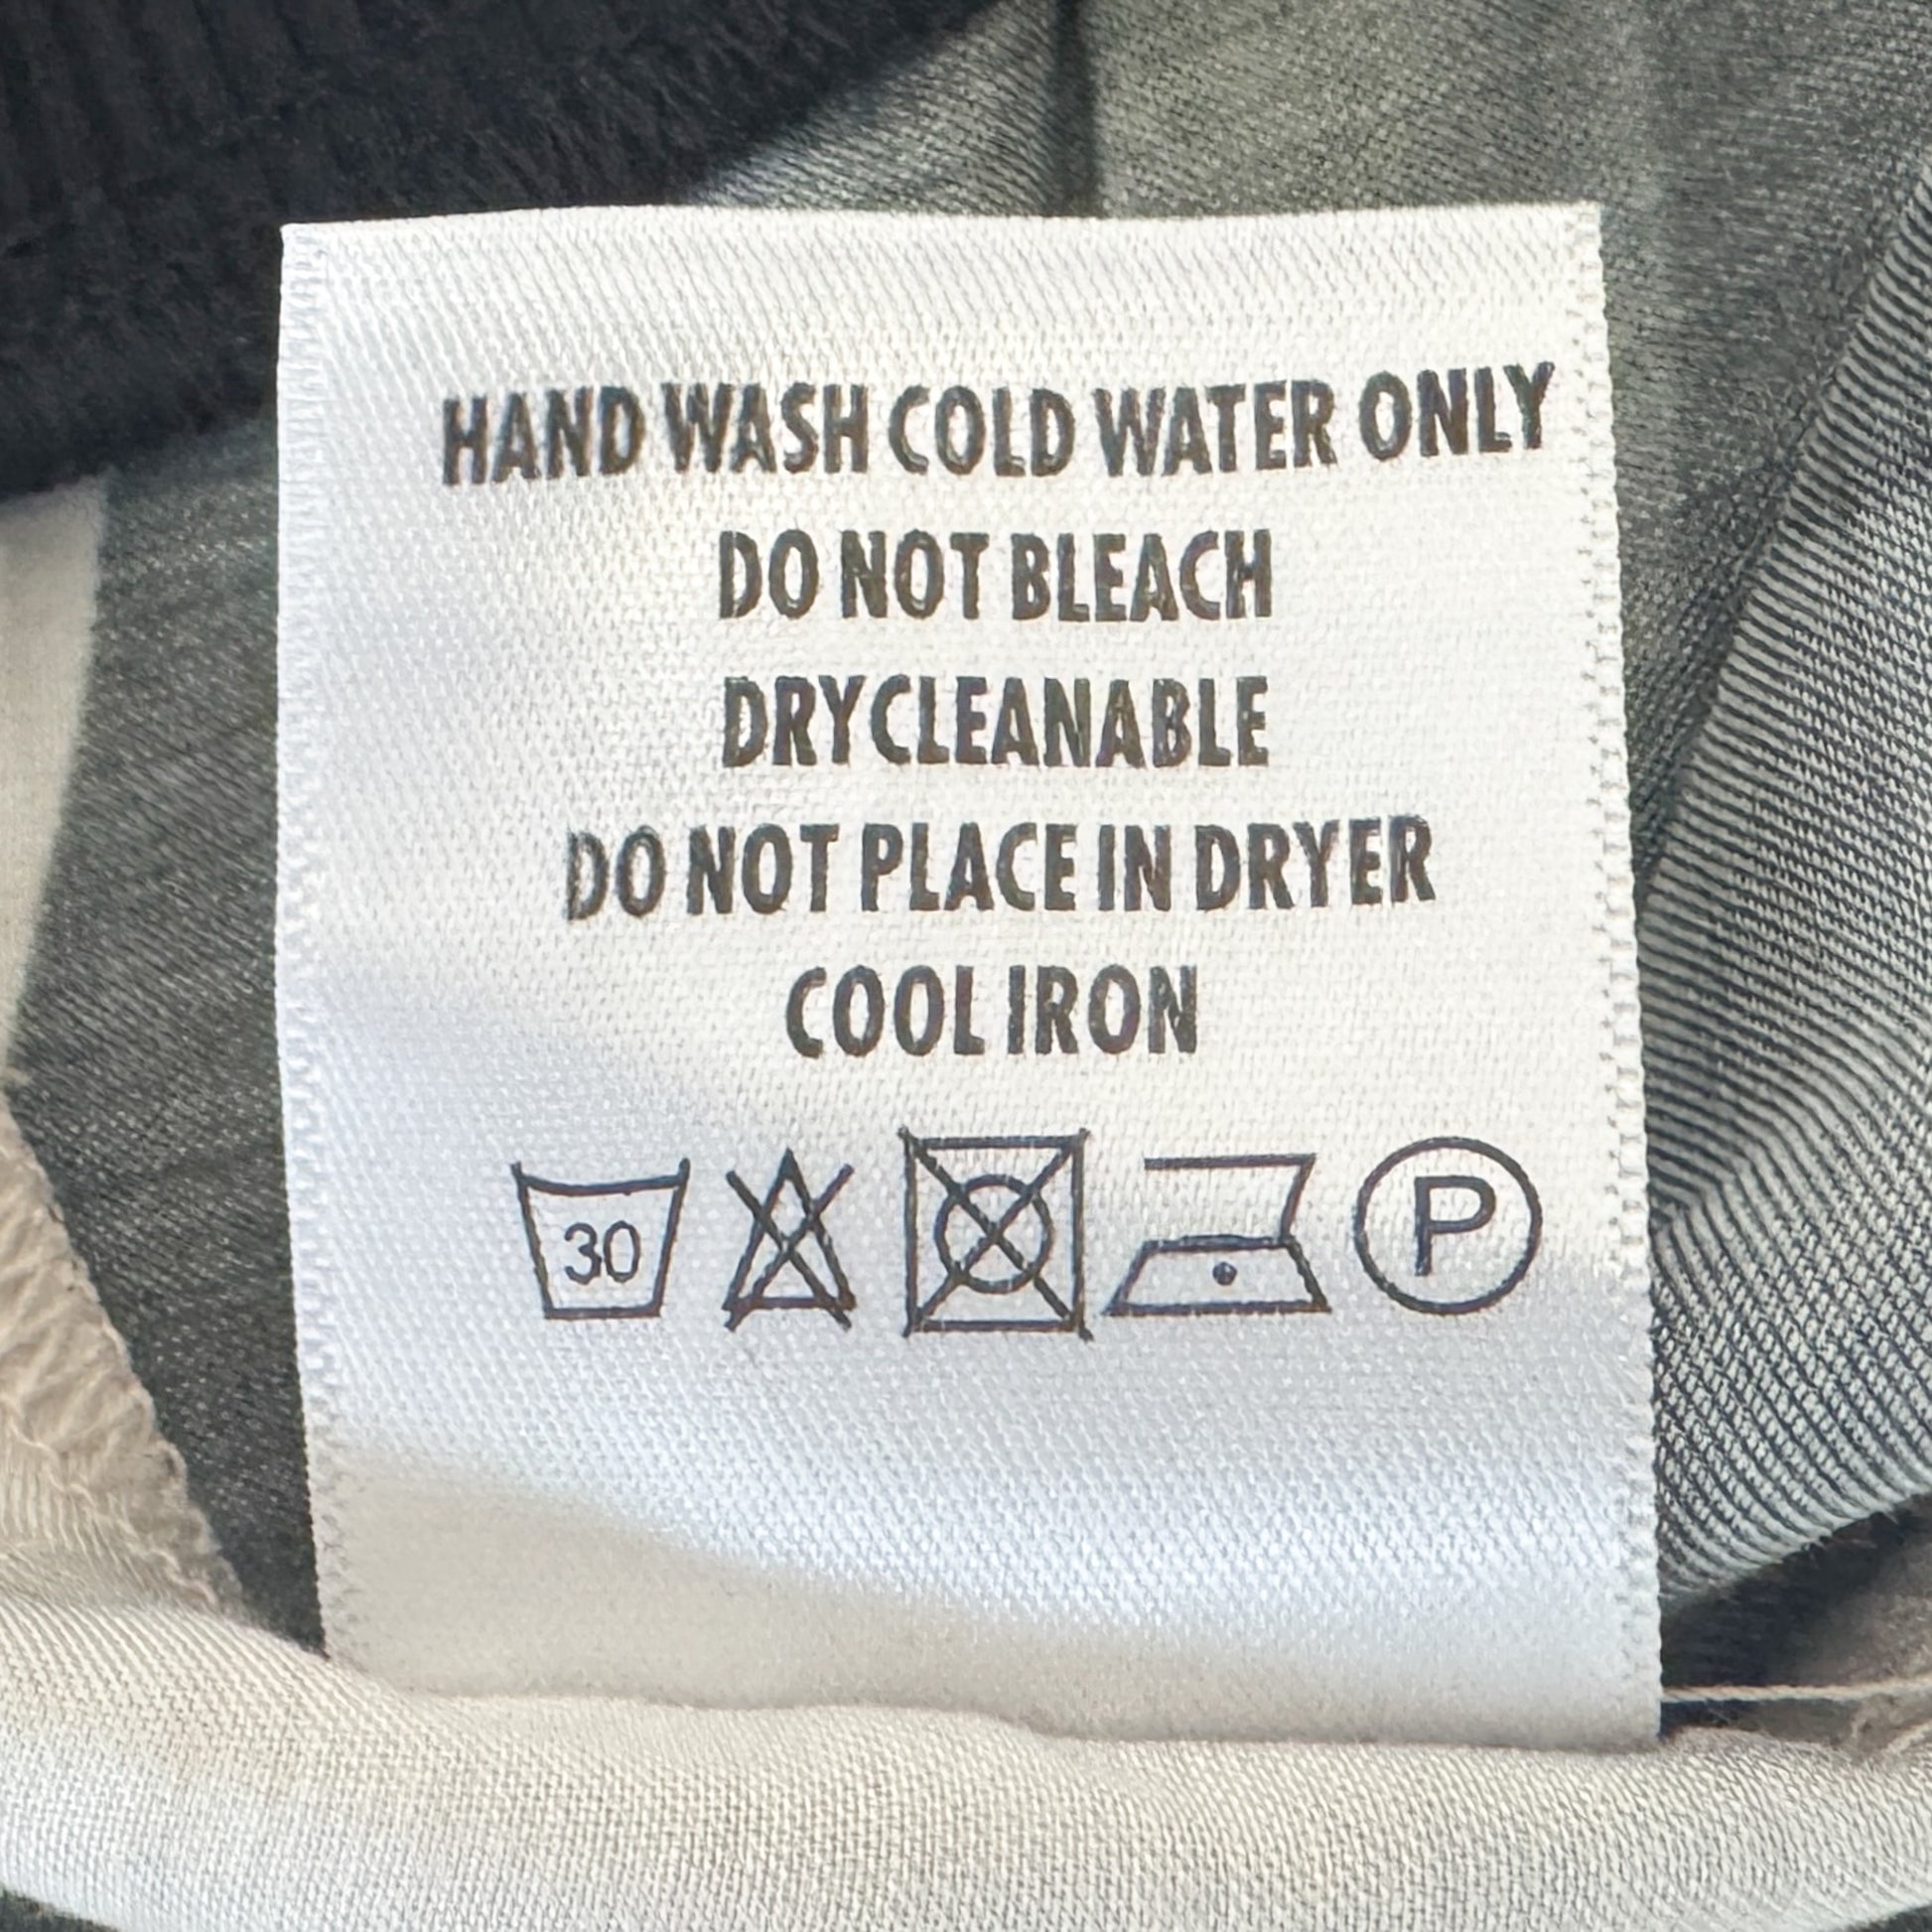 HAND WASH COLD WATER ONLY
DO NOT BLEACH
DRYCLEANABLE
DO NOT PLACE IN DRYER
COOL IRON
30 P